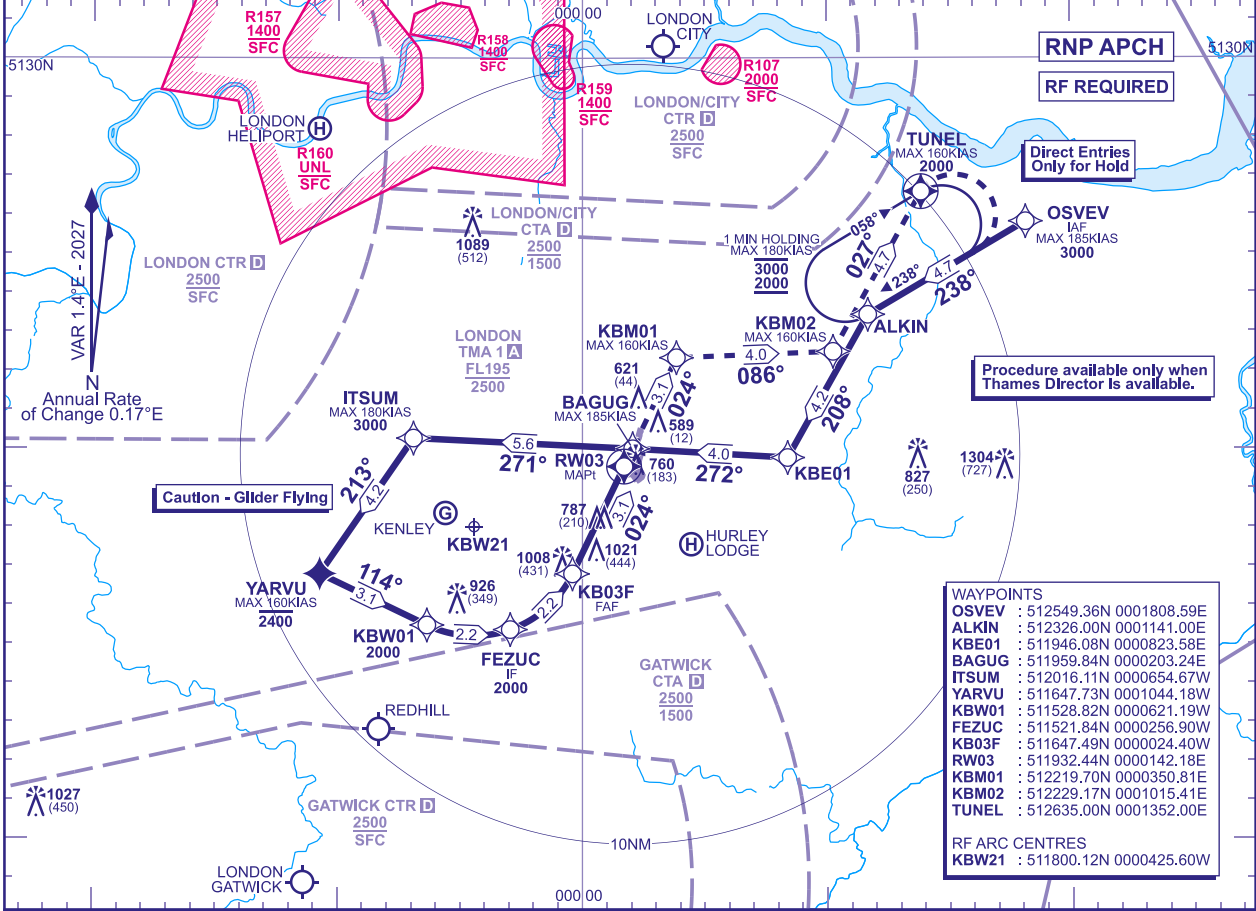 R157
1400
SFC
R158
1400
SFC
000 00
LONDON
CITY
RNP APCH
5130N
5130N
RF REQUIRED
R107
2000
SFC
R159
1400
SFC
LONDON/CITY
CTR D
2500
SFC
LONDON
HELIPORT
H
R160
UNL
SFC
TUNEL
MAX 160KIAS
2000
Direct Entries
Only for Hold
OSVEV
IAF
MAX 185KIAS
3000
LONDON/CITY
CTA D
2500
1500
1089
(512)
058°
1 MIN HOLDING
MAX 180KIAS
3000
2000
027°
4.7
238°
4.7
238°
LONDON CTR D
2500
SFC
VAR 1.4°E - 2027
N
Annual Rate
of Change 0.17°E
ALKIN
KBM02
MAX 160KIAS
KBM01
MAX 160KIAS
4.0
086°
LONDON
TMA 1 A
FL195
2500
621
(44)
3.1
024°
Procedure available only when
Thames Director is available.
4.2
208°
ITSUM
MAX 180KIAS
3000
BAGUG
MAX 185KIAS
589
(12)
5.6
271°
RW03
MAPt
760
(183)
4.0
272°
KBE01
827
(250)
1304
(727)
213°
4.2
Caution - Glider Flying
KENLEY
G
KBW21
787
(210)
3.1
024°
1021
(444)
H
HURLEY
LODGE
1008
(431)
KB03F
FAF
YARVU
MAX 160KIAS
2400
114°
3.1
926
(349)
KBW01
2000
2.2
2.2
FEZUC
IF
2000
GATWICK
CTA D
2500
1500
REDHILL
1027
(450)
GATWICK CTR D
2500
SFC
10NM
LONDON
GATWICK
000 00
WAYPOINTS
OSVEV : 512549.36N 0001808.59E
ALKIN : 512326.00N 0001141.00E
KBE01 : 511946.08N 0000823.58E
BAGUG : 511959.84N 0000203.24E
ITSUM : 512016.11N 0000654.67W
YARVU : 511647.73N 0001044.18W
KBW01 : 511528.82N 0000621.19W
FEZUC : 511521.84N 0000256.90W
KB03F : 511647.49N 0000024.40W
RW03 : 511932.44N 0000142.18E
KBM01 : 512219.70N 0000350.81E
KBM02 : 512229.17N 0001015.41E
TUNEL : 512635.00N 0001352.00E
RF ARC CENTRES
KBW21 : 511800.12N 0000425.60W